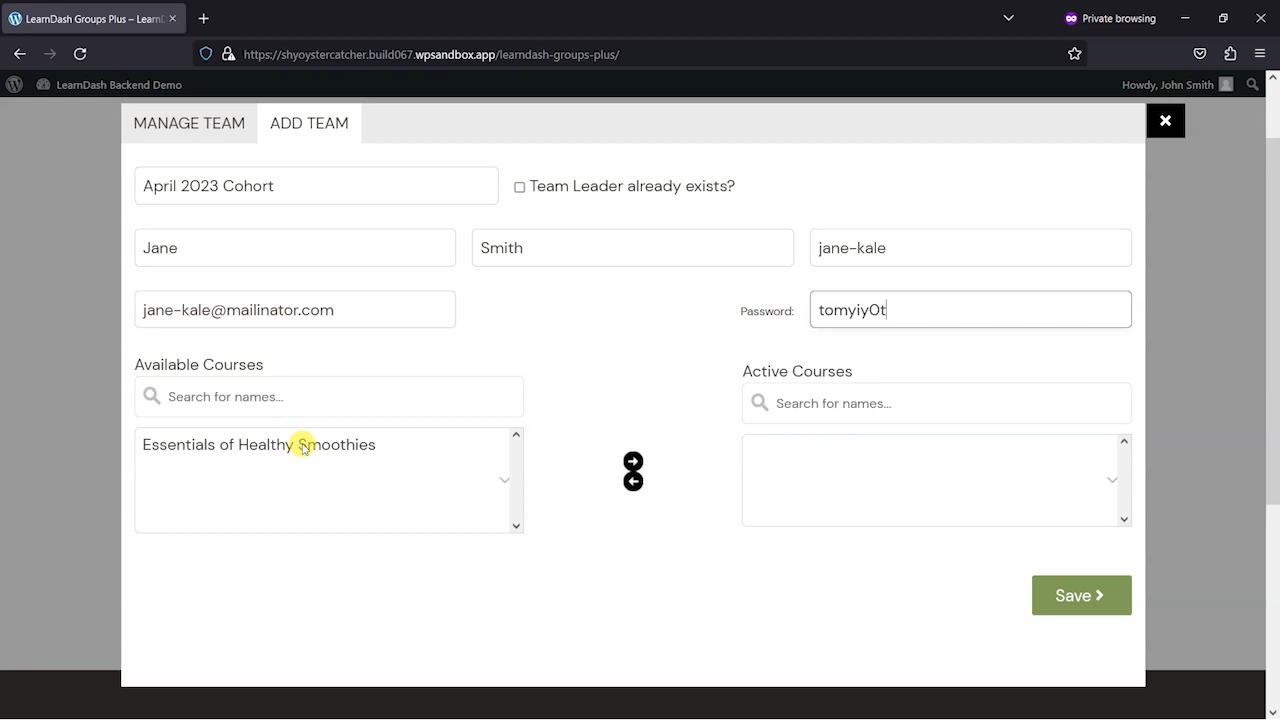 LearnDash Groups Plus – LearnD
Private browsing
https://shyoystercatcher.build067.wpsandbox.app/learndash-groups-plus/
LearnDash Backend Demo
Howdy, John Smith
MANAGE TEAM
ADD TEAM
April 2023 Cohort
Team Leader already exists?
Jane
Smith
jane-kale
jane-kale@mailinator.com
Password:
tomyiy0t
Available Courses
Active Courses
Search for names...
Search for names...
Essentials of Healthy Smoothies
Save